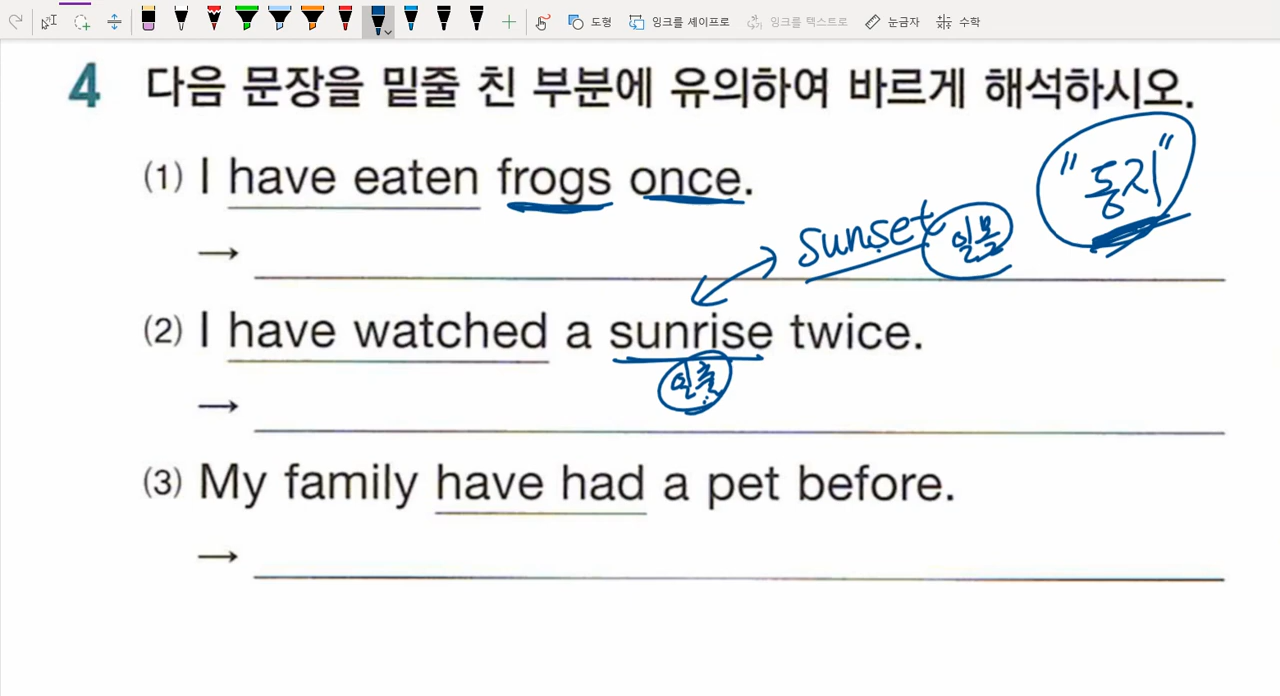 도형 잉크를 셰이프로 잉크를 텍스트로 눈금자 수학
4 다음 문장을 밑줄 친 부분에 유의하여 바르게 해석하시오.
(1) I have eaten frogs once.
"동지"
→
sunset 일몰
(2) I have watched a sunrise twice.
일출
→
(3) My family have had a pet before.
→